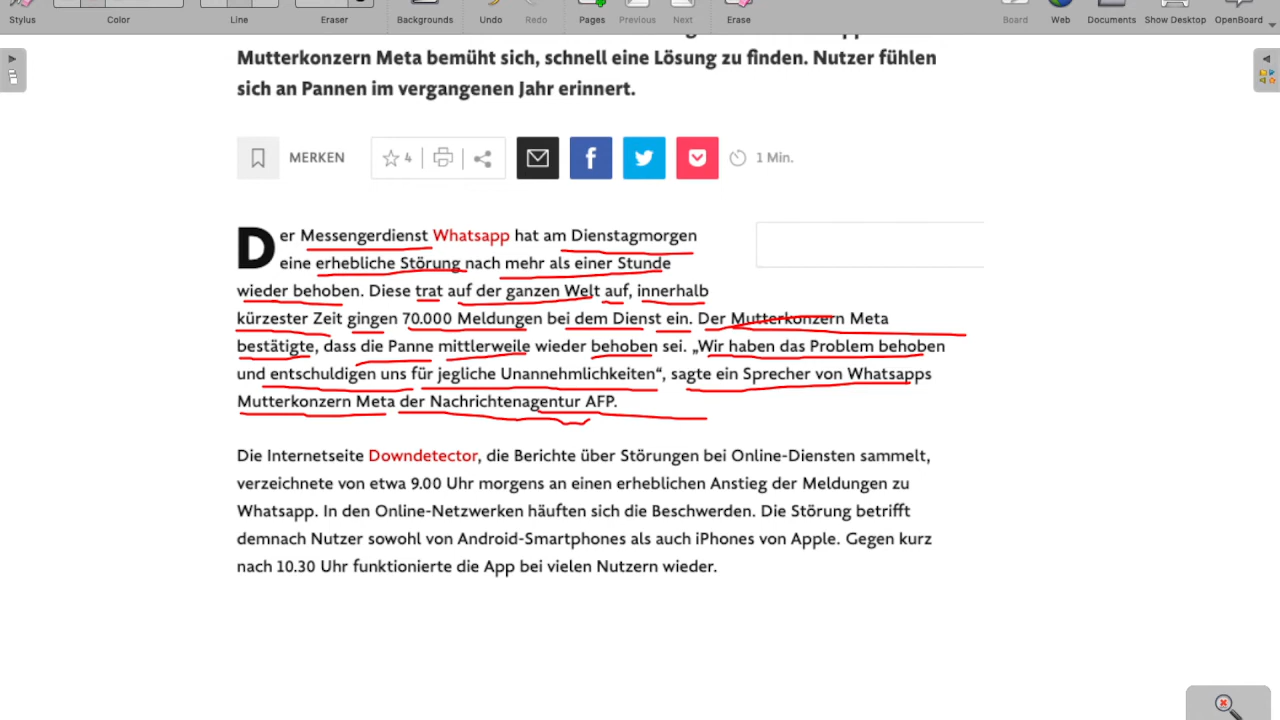 Stylus Color Line Eraser Backgrounds Undo Redo Pages Previous Next Erase Board Web Documents Show Desktop OpenBoard
Mutterkonzern Meta bemüht sich, schnell eine Lösung zu finden. Nutzer fühlen
sich an Pannen im vergangenen Jahr erinnert.
MERKEN 4 1 Min.
Der Messengerdienst Whatsapp hat am Dienstagmorgen
eine erhebliche Störung nach mehr als einer Stunde
wieder behoben. Diese trat auf der ganzen Welt auf, innerhalb
kürzester Zeit gingen 70.000 Meldungen bei dem Dienst ein. Der Mutterkonzern Meta
bestätigte, dass die Panne mittlerweile wieder behoben sei. „Wir haben das Problem behoben
und entschuldigen uns für jegliche Unannehmlichkeiten“, sagte ein Sprecher von Whatsapps
Mutterkonzern Meta der Nachrichtenagentur AFP.
Die Internetseite Downdetector, die Berichte über Störungen bei Online-Diensten sammelt,
verzeichnete von etwa 9.00 Uhr morgens an einen erheblichen Anstieg der Meldungen zu
Whatsapp. In den Online-Netzwerken häuften sich die Beschwerden. Die Störung betrifft
demnach Nutzer sowohl von Android-Smartphones als auch iPhones von Apple. Gegen kurz
nach 10.30 Uhr funktionierte die App bei vielen Nutzern wieder.